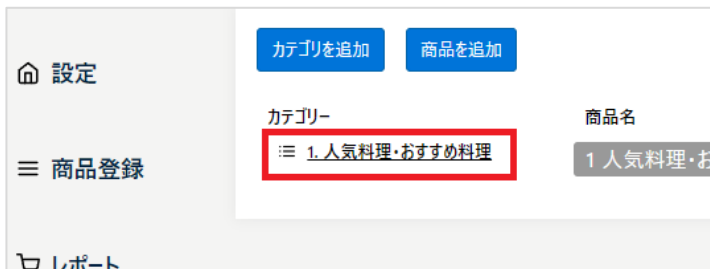 カテゴリを追加
商品を追加
設定
カテゴリー
商品名
1. 人気料理・おすすめ料理
1 人気料理・お
商品登録
レポート